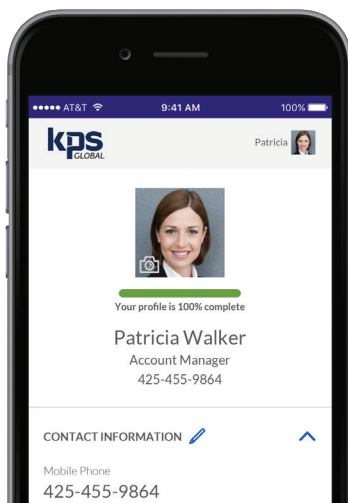 AT&T 9:41 AM 100%
kps
GLOBAL
Patricia
Your profile is 100% complete
Patricia Walker
Account Manager
425-455-9864
CONTACT INFORMATION
Mobile Phone
425-455-9864